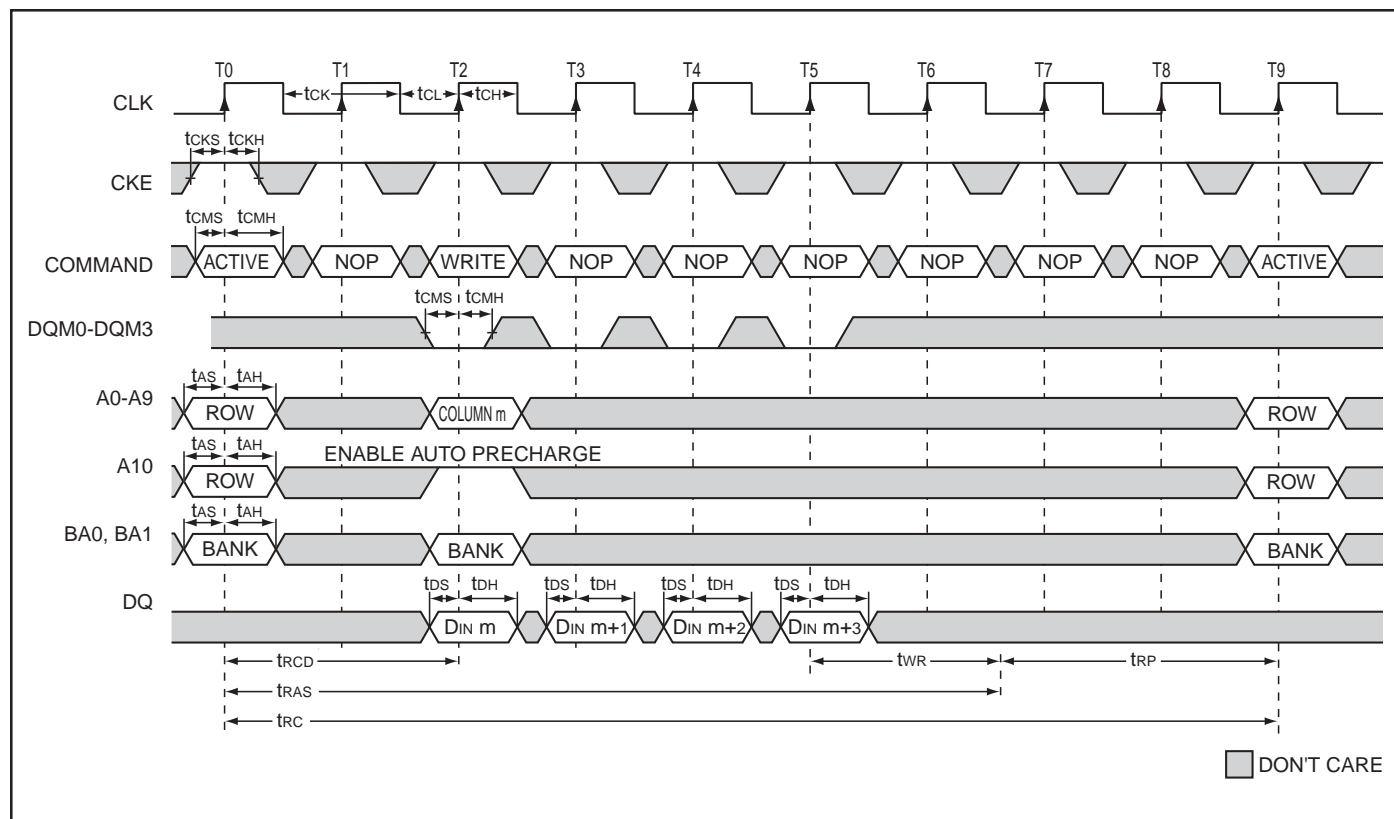 T0 T1 T2 T3 T4 T5 T6 T7 T8 T9
CLK tCK tCL tCH
tCKS tCKH
CKE
tCMS tCMH
COMMAND ACTIVE NOP WRITE NOP NOP NOP NOP NOP NOP ACTIVE
tCMS tCMH
DQM0-DQM3
tAS tAH
A0-A9 ROW COLUMN m ROW
tAS tAH ENABLE AUTO PRECHARGE
A10 ROW ROW
tAS tAH
BA0, BA1 BANK BANK BANK
tDS tDH tDS tDH tDS tDH tDS tDH
DQ DIN m DIN m+1 DIN m+2 DIN m+3
tRCD tWR tRP
tRAS
tRC
DON'T CARE